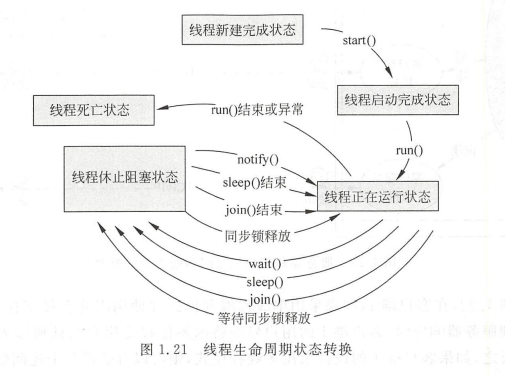 线程新建完成状态
start()
线程启动完成状态
线程死亡状态
run()结束或异常
run()
线程休止阻塞状态
notify()
sleep()结束
join()结束
同步锁释放
线程正在运行状态
wait()
sleep()
join()
等待同步锁释放
图 1.21 线程生命周期状态转换